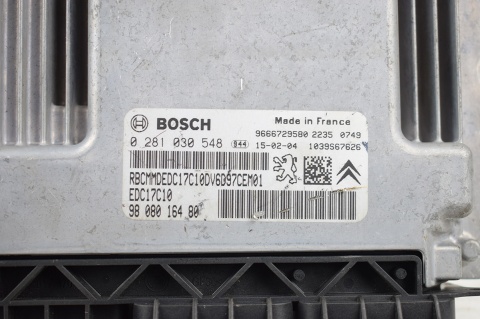 BOSCH
Made in France
9666729580 2235 0749
0 281 030 548 944 15-02-04 1039S67626
RBCMMDEDC17C10DV6D97CEM01
EDC17C10
98 080 164 80